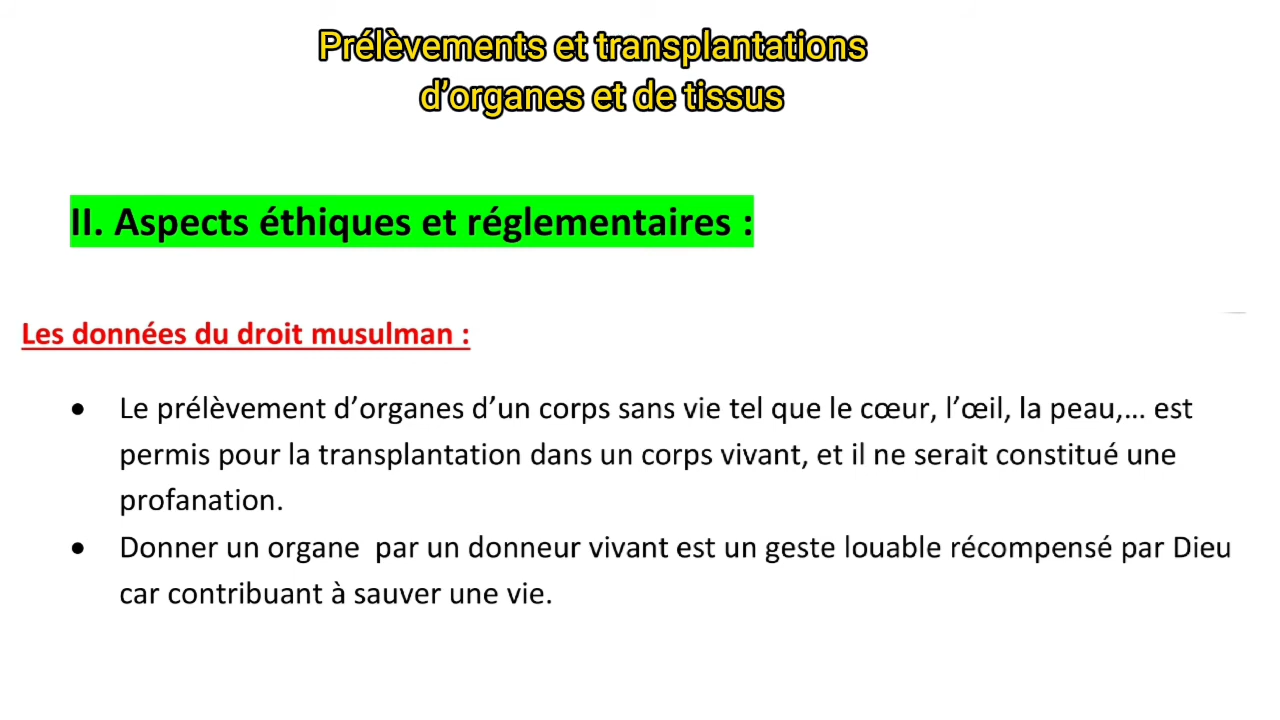 Prélèvements et transplantations
d’organes et de tissus
II. Aspects éthiques et réglementaires :
Les données du droit musulman :
• Le prélèvement d’organes d’un corps sans vie tel que le cœur, l’œil, la peau,... est
permis pour la transplantation dans un corps vivant, et il ne serait constitué une
profanation.
• Donner un organe par un donneur vivant est un geste louable récompensé par Dieu
car contribuant à sauver une vie.